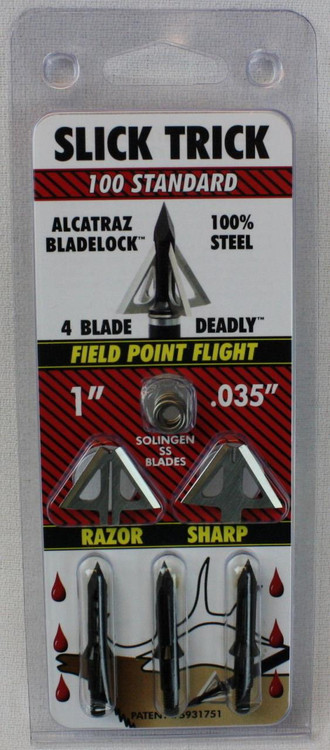 SLICK TRICK
100 STANDARD
ALCATRAZ 100%
BLADELOCK™ STEEL
4 BLADE DEADLY™
FIELD POINT FLIGHT
1” .035”
SOLINGEN
SS
BLADES
RAZOR SHARP
PATENT